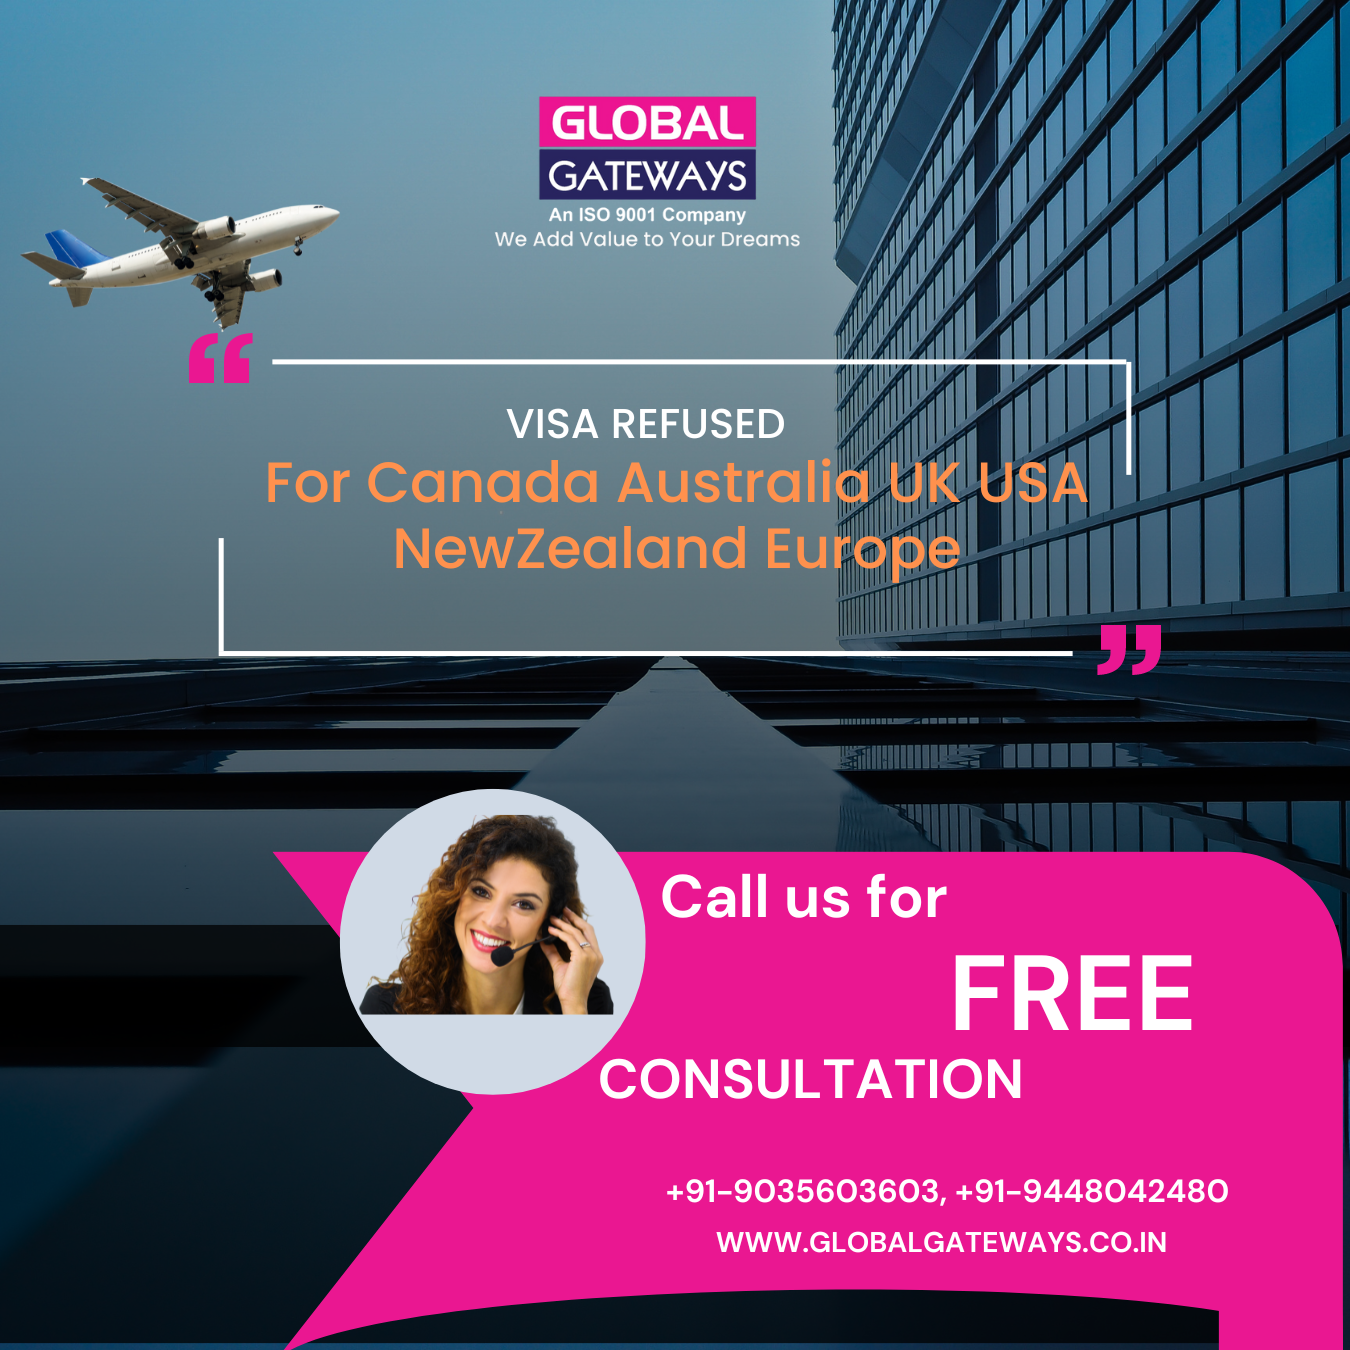 GLOBAL
GATEWAYS
An ISO 9001 Company
We Add Value to Your Dreams
“
VISA REFUSED
For Canada Australia UK USA
NewZealand Europe
”
Call us for
FREE
CONSULTATION
+91-9035603603, +91-9448042480
WWW.GLOBALGATEWAYS.CO.IN